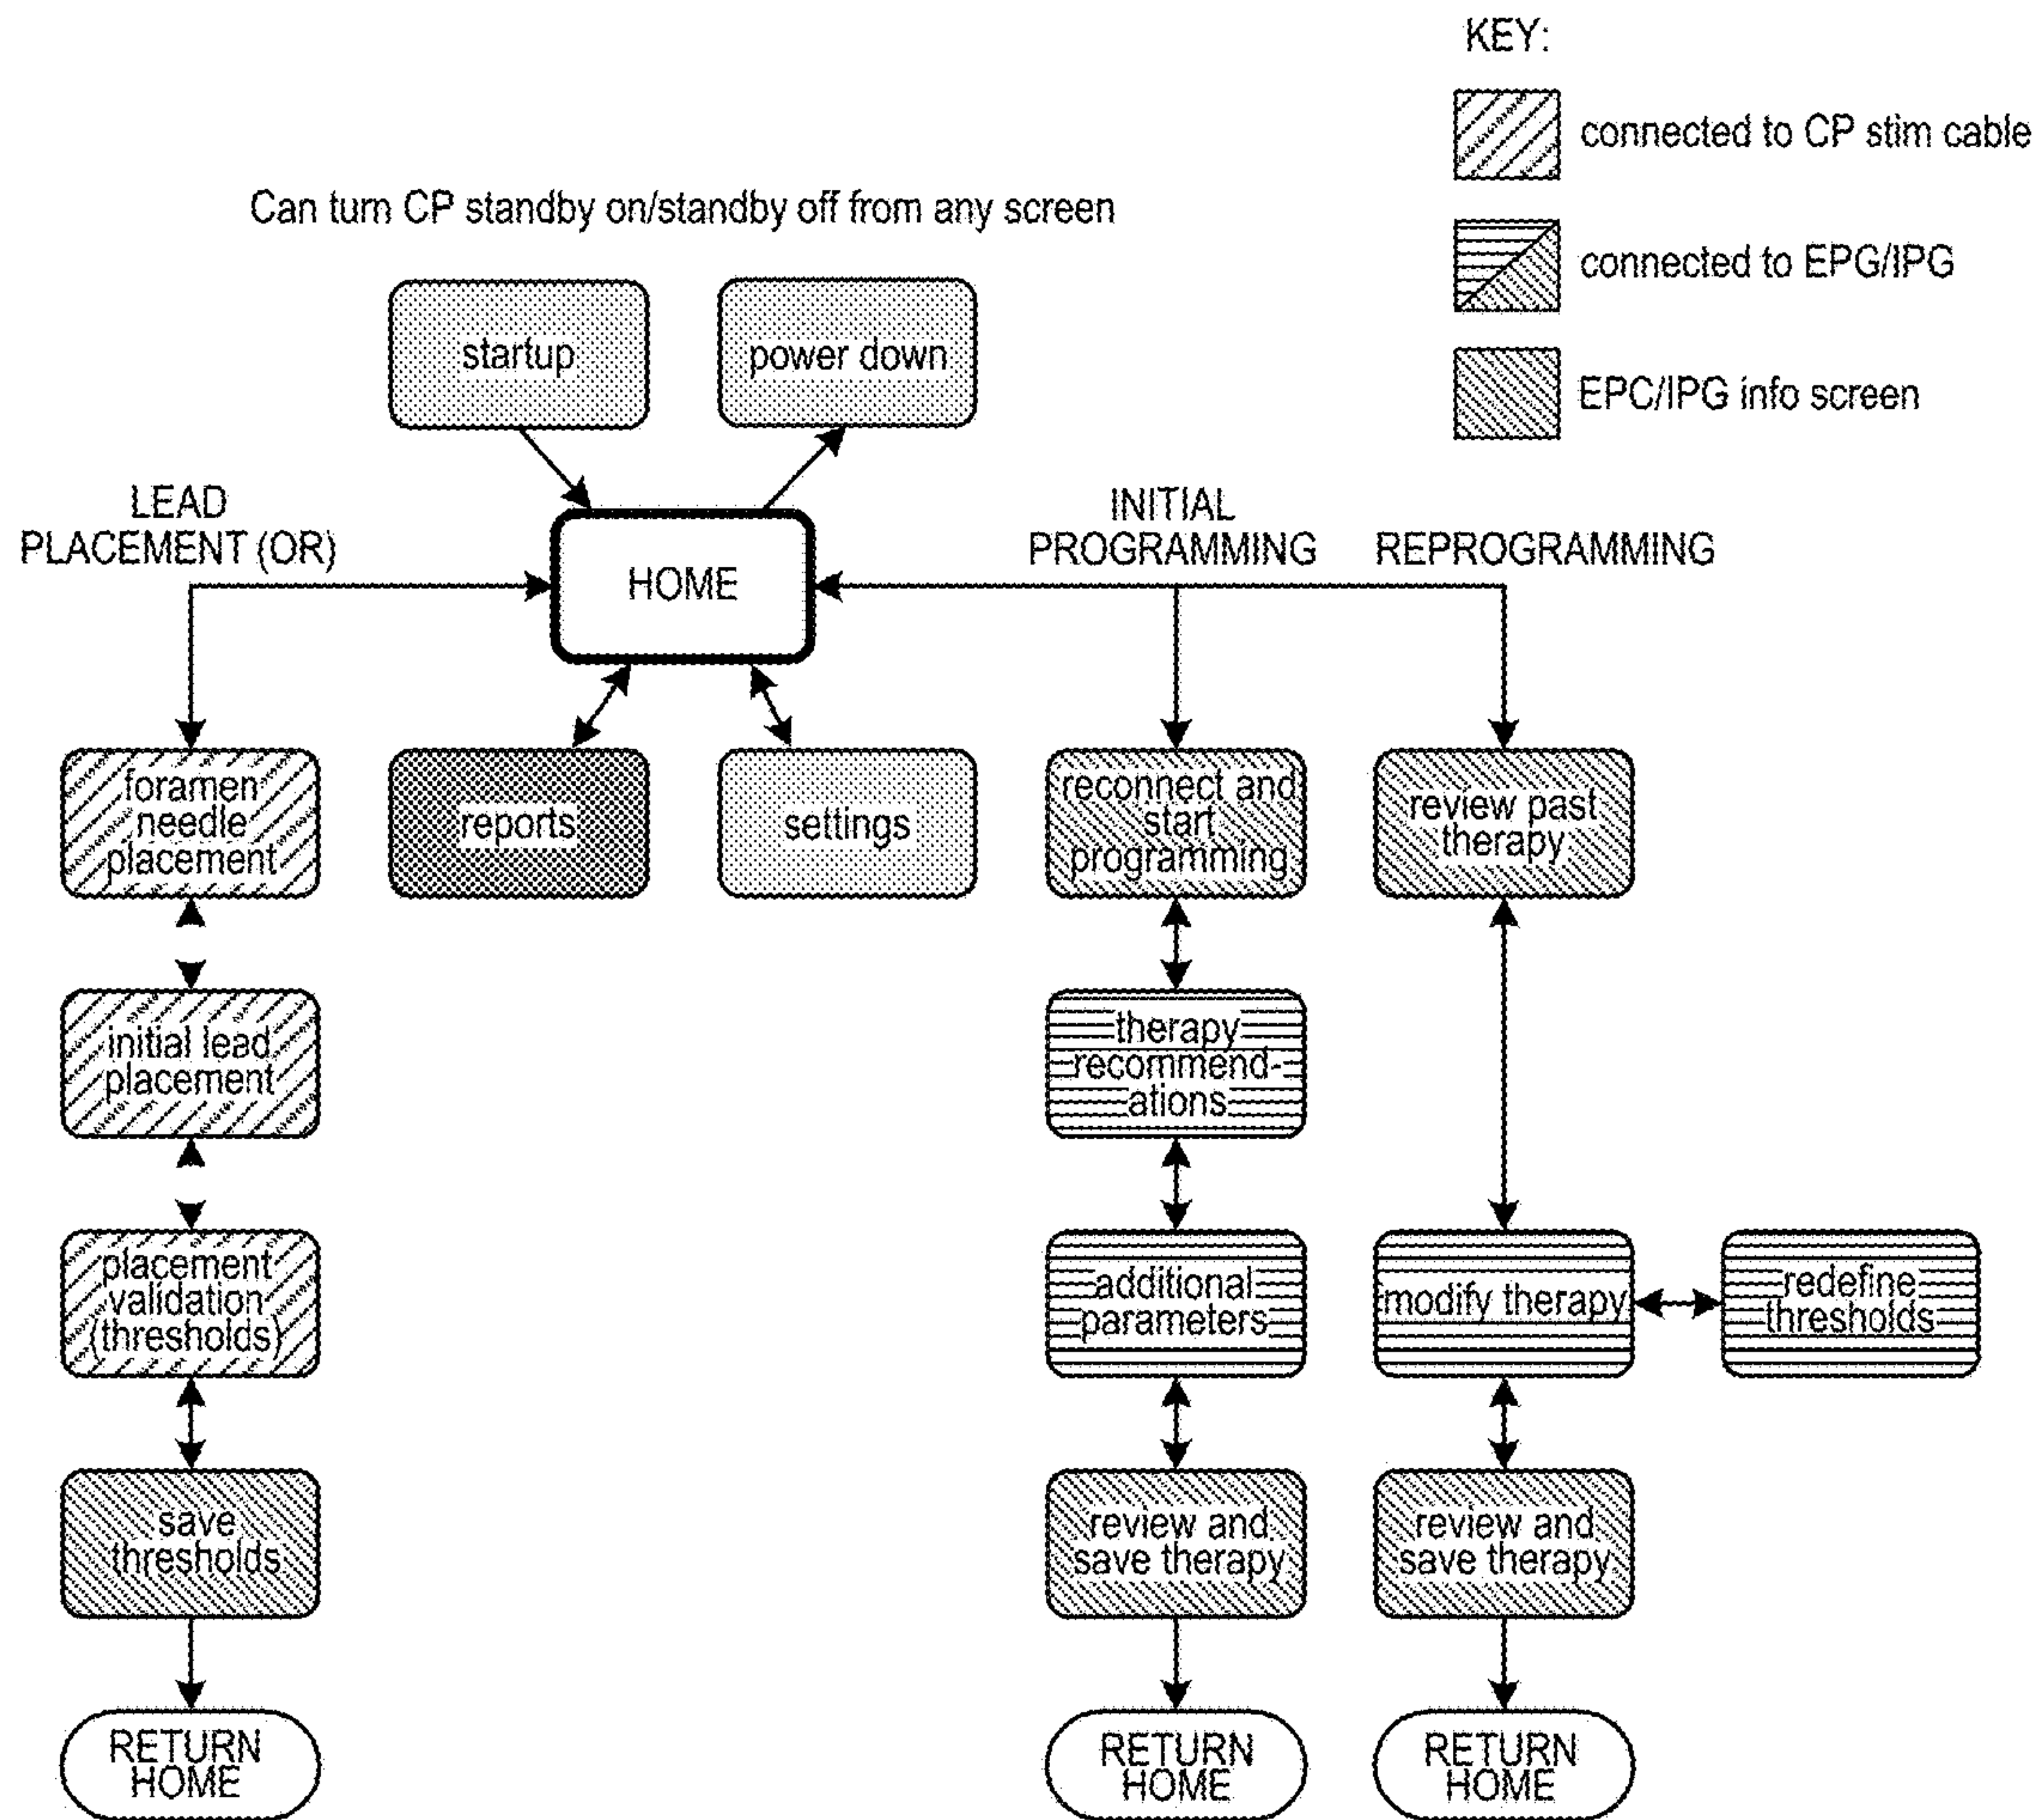 KEY:
connected to CP stim cable
connected to EPG/IPG
EPC/IPG info screen
Can turn CP standby on/standby off from any screen
startup
power down
LEAD
PLACEMENT (OR)
HOME
INITIAL
PROGRAMMING
REPROGRAMMING
foramen
needle
placement
reports
settings
reconnect and
start
programming
review past
therapy
initial lead
placement
therapy
recommend-
ations
placement
validation
(thresholds)
additional
parameters
modify therapy
redefine
thresholds
save
thresholds
review and
save therapy
review and
save therapy
RETURN
HOME
RETURN
HOME
RETURN
HOME